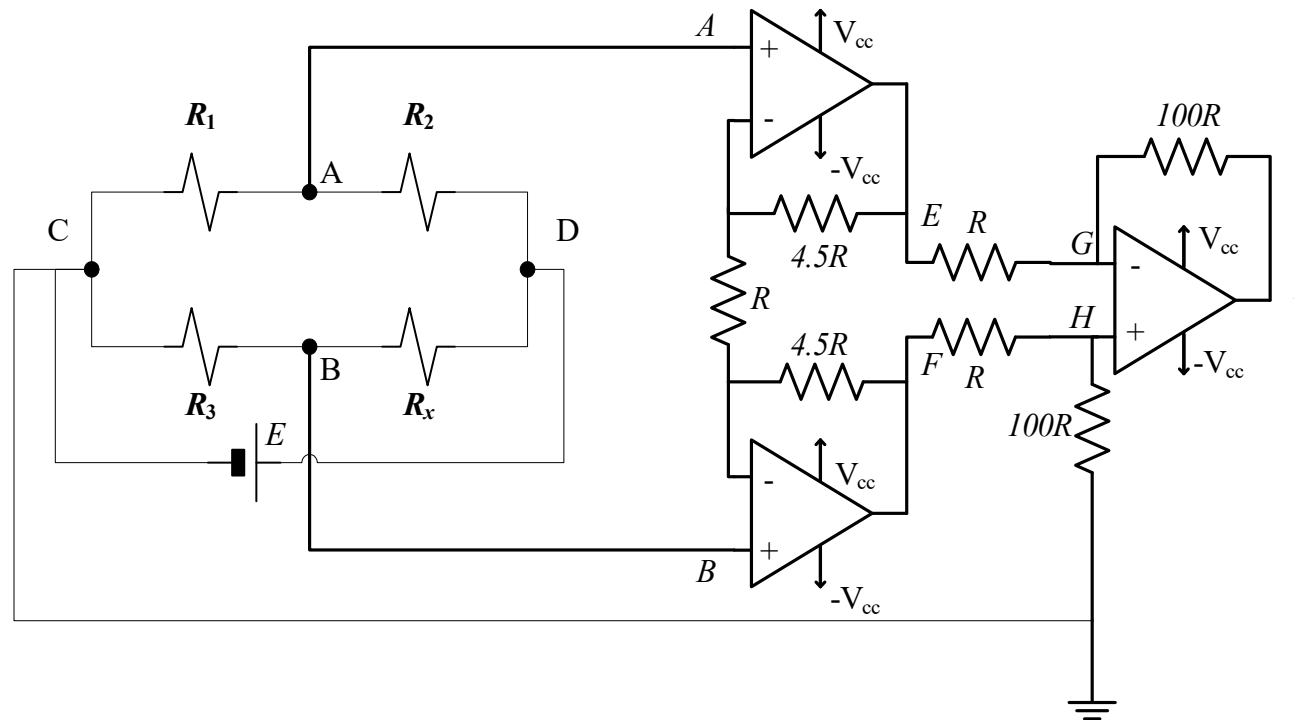 A
+
V<sub>cc</sub>
-
-V<sub>cc</sub>
R<sub>1</sub>
R<sub>2</sub>
A
C
D
100R
4.5R
E
R
G
V<sub>cc</sub>
-
R
H
+
-V<sub>cc</sub>
4.5R
F
R
B
R<sub>3</sub>
R<sub>x</sub>
E
100R
-
V<sub>cc</sub>
+
B
-V<sub>cc</sub>